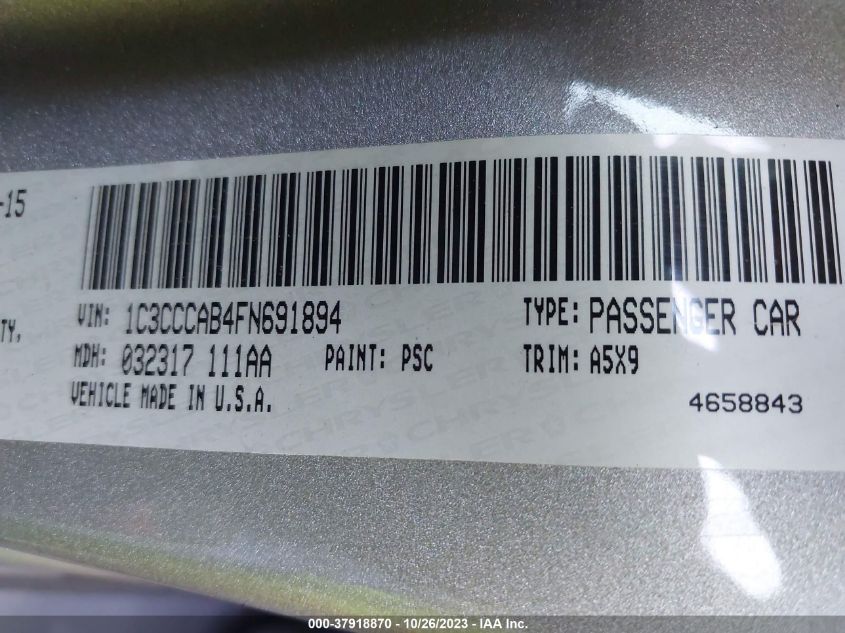 -15
TY,
VIN: 1C3CCCAB4FN691894 TYPE: PASSENGER CAR
MDH: 032317 111AA PAINT: PSC TRIM: A5X9
VEHICLE MADE IN U.S.A. 4658843
000-37918870 - 10/26/2023 - IAA Inc.